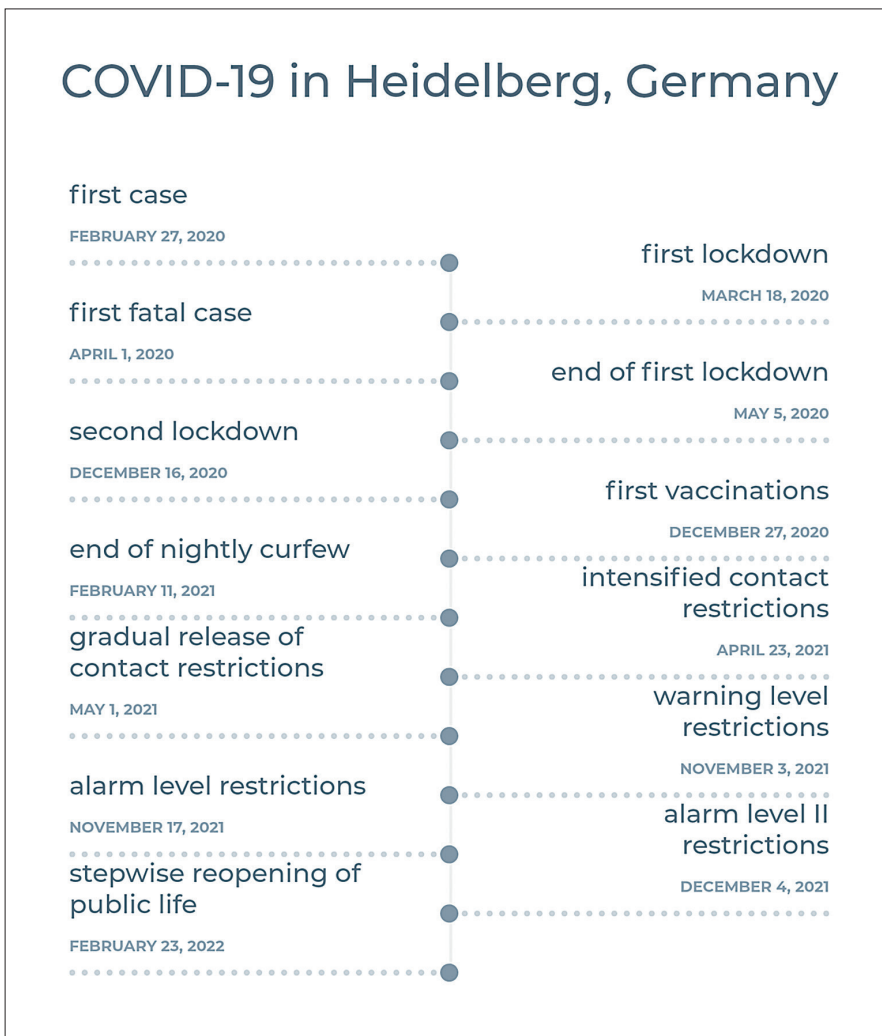 COVID-19 in Heidelberg, Germany
first case
FEBRUARY 27, 2020
first lockdown
MARCH 18, 2020
first fatal case
APRIL 1, 2020
end of first lockdown
MAY 5, 2020
second lockdown
DECEMBER 16, 2020
first vaccinations
DECEMBER 27, 2020
end of nightly curfew
FEBRUARY 11, 2021
intensified contact
restrictions
APRIL 23, 2021
gradual release of
contact restrictions
MAY 1, 2021
warning level
restrictions
NOVEMBER 3, 2021
alarm level restrictions
NOVEMBER 17, 2021
alarm level II
restrictions
DECEMBER 4, 2021
stepwise reopening of
public life
FEBRUARY 23, 2022